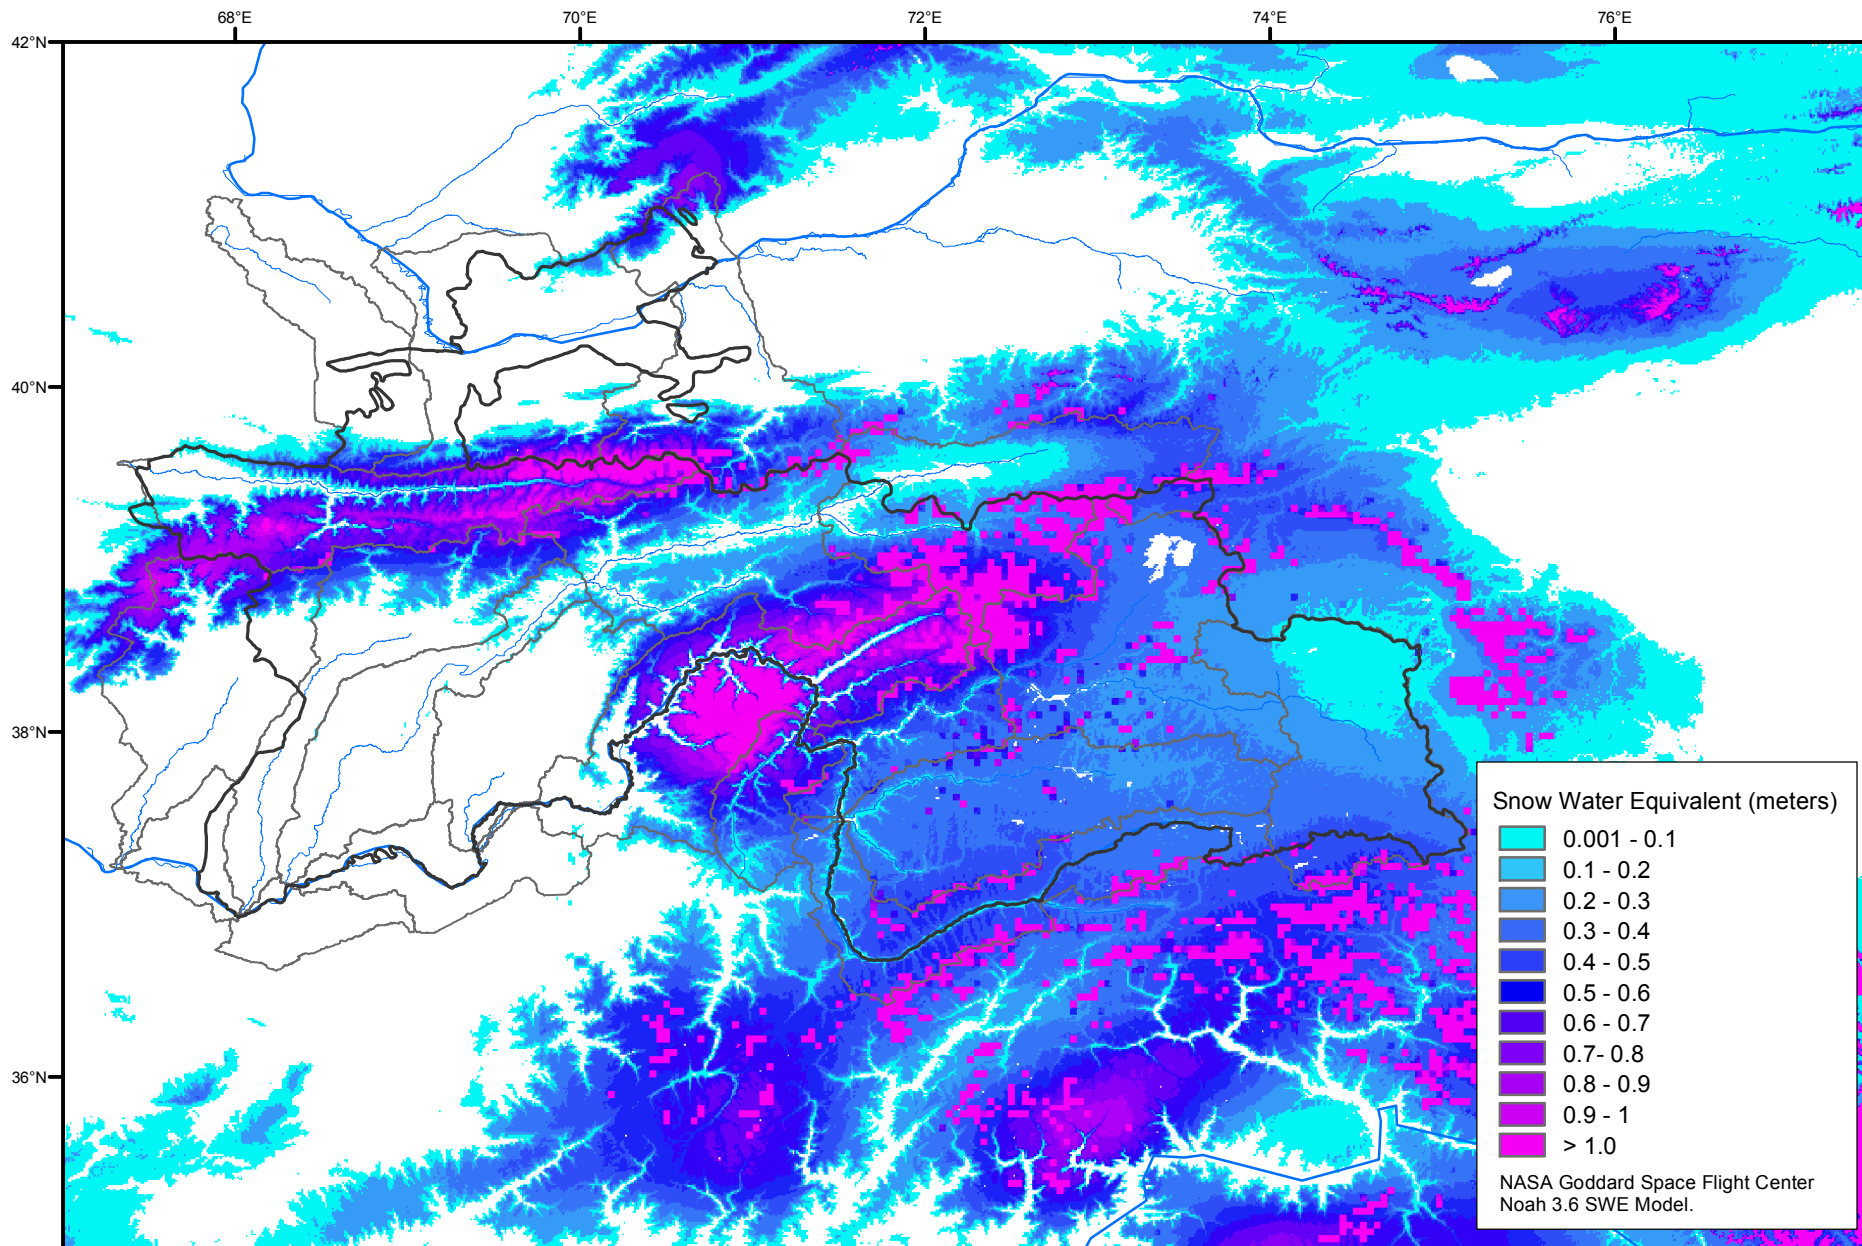 68°E
70°E
72°E
74°E
76°E
42°N
40°N
38°N
36°N
Snow Water Equivalent (meters)
0.001 - 0.1
0.1 - 0.2
0.2 - 0.3
0.3 - 0.4
0.4 - 0.5
0.5 - 0.6
0.6 - 0.7
0.7- 0.8
0.8 - 0.9
0.9 - 1
> 1.0
NASA Goddard Space Flight Center
Noah 3.6 SWE Model.